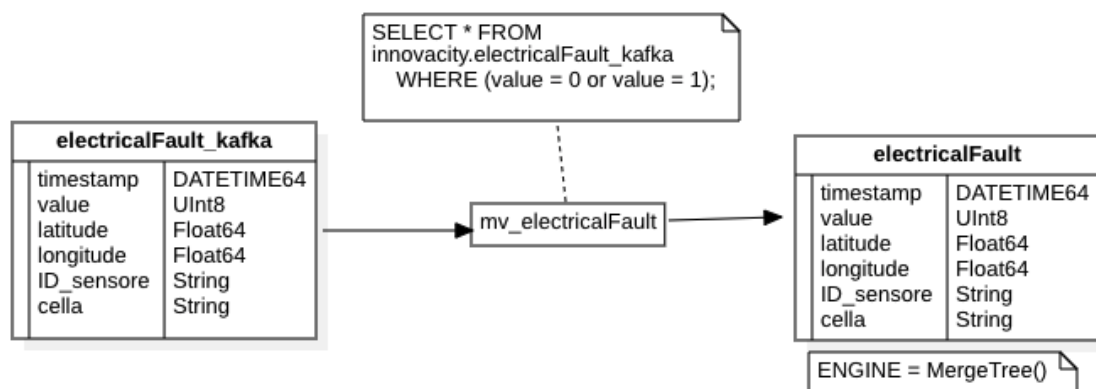 SELECT * FROM
innovacity.electricalFault_kafka
WHERE (value = 0 or value = 1);
electricalFault_kafka
timestamp DATETIME64
value UInt8
latitude Float64
longitude Float64
ID_sensore String
cella String
mv_electricalFault
electricalFault
timestamp DATETIME64
value UInt8
latitude Float64
longitude Float64
ID_sensore String
cella String
ENGINE = MergeTree()